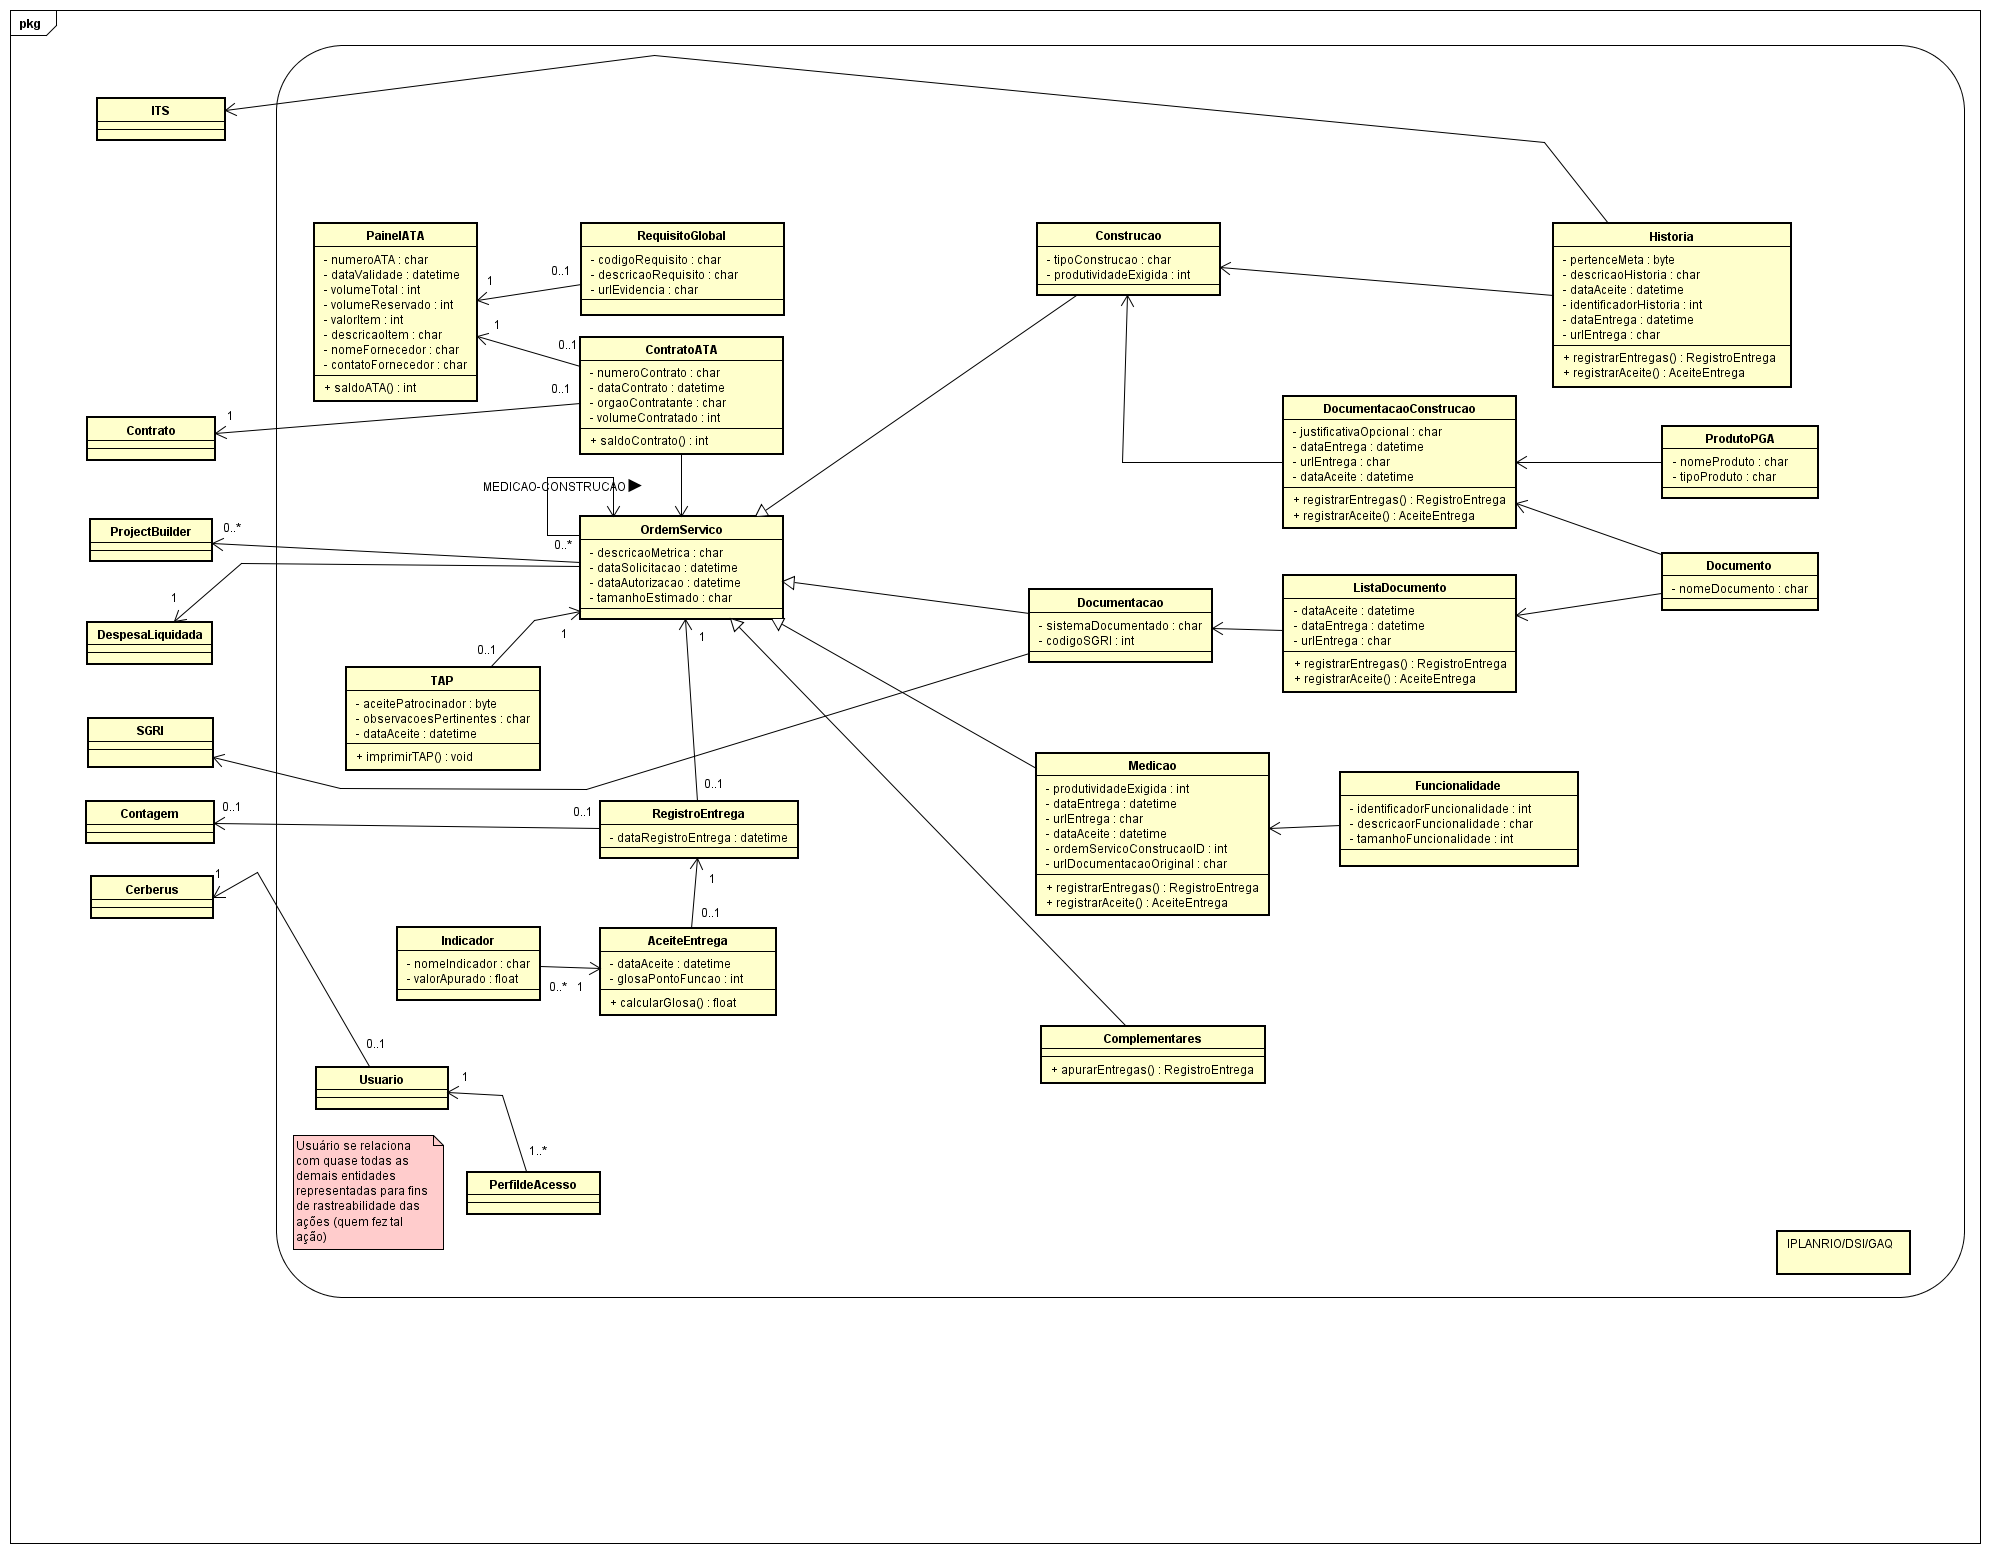 pkg
ITS
PainelATA
- numeroATA : char
- dataValidade : datetime
- volumeTotal : int
- volumeReservado : int
- valorItem : int
- descricaoItem : char
- nomeFornecedor : char
- contatoFornecedor : char
+ saldoATA() : int
1
0..1
RequisitoGlobal
- codigoRequisito : char
- descricaoRequisito : char
- urlEvidencia : char
1
0..1
ContratoATA
- numeroContrato : char
- dataContrato : datetime
- orgaoContratante : char
- volumeContratado : int
+ saldoContrato() : int
0..1
1
Contrato
Construcao
- tipoConstrucao : char
- produtividadeExigida : int
Historia
- pertenceMeta : byte
- descricaoHistoria : char
- dataAceite : datetime
- identificadorHistoria : int
- dataEntrega : datetime
- urlEntrega : char
+ registrarEntregas() : RegistroEntrega
+ registrarAceite() : AceiteEntrega
DocumentacaoConstrucao
- justificativaOpcional : char
- dataEntrega : datetime
- urlEntrega : char
- dataAceite : datetime
+ registrarEntregas() : RegistroEntrega
+ registrarAceite() : AceiteEntrega
ProdutoPGA
- nomeProduto : char
- tipoProduto : char
MEDICAO-CONSTRUCAO
ProjectBuilder
0..*
0..*
OrdemServico
- descricaoMetrica : char
- dataSolicitacao : datetime
- dataAutorizacao : datetime
- tamanhoEstimado : char
Documento
- nomeDocumento : char
ListaDocumento
- dataAceite : datetime
- dataEntrega : datetime
- urlEntrega : char
+ registrarEntregas() : RegistroEntrega
+ registrarAceite() : AceiteEntrega
Documentacao
- sistemaDocumentado : char
- codigoSGRI : int
1
DespesaLiquidada
0..1
1
1
TAP
- aceitePatrocinador : byte
- observacoesPertinentes : char
- dataAceite : datetime
+ imprimirTAP() : void
SGRI
Medicao
- produtividadeExigida : int
- dataEntrega : datetime
- urlEntrega : char
- dataAceite : datetime
- ordemServicoConstrucaoID : int
- urlDocumentacaoOriginal : char
+ registrarEntregas() : RegistroEntrega
+ registrarAceite() : AceiteEntrega
Funcionalidade
- identificadorFuncionalidade : int
- descricaorFuncionalidade : char
- tamanhoFuncionalidade : int
0..1
Contagem
0..1
0..1
RegistroEntrega
- dataRegistroEntrega : datetime
1
Cerberus
1
0..1
Indicador
- nomeIndicador : char
- valorApurado : float
0..*
1
AceiteEntrega
- dataAceite : datetime
- glosaPontoFuncao : int
+ calcularGlosa() : float
Complementares
+ apurarEntregas() : RegistroEntrega
0..1
Usuario
1
1..*
PerfildeAcesso
Usuário se relaciona
com quase todas as
demais entidades
representadas para fins
de rastreabilidade das
ações (quem fez tal
ação)
IPLANRIO/DSI/GAQ